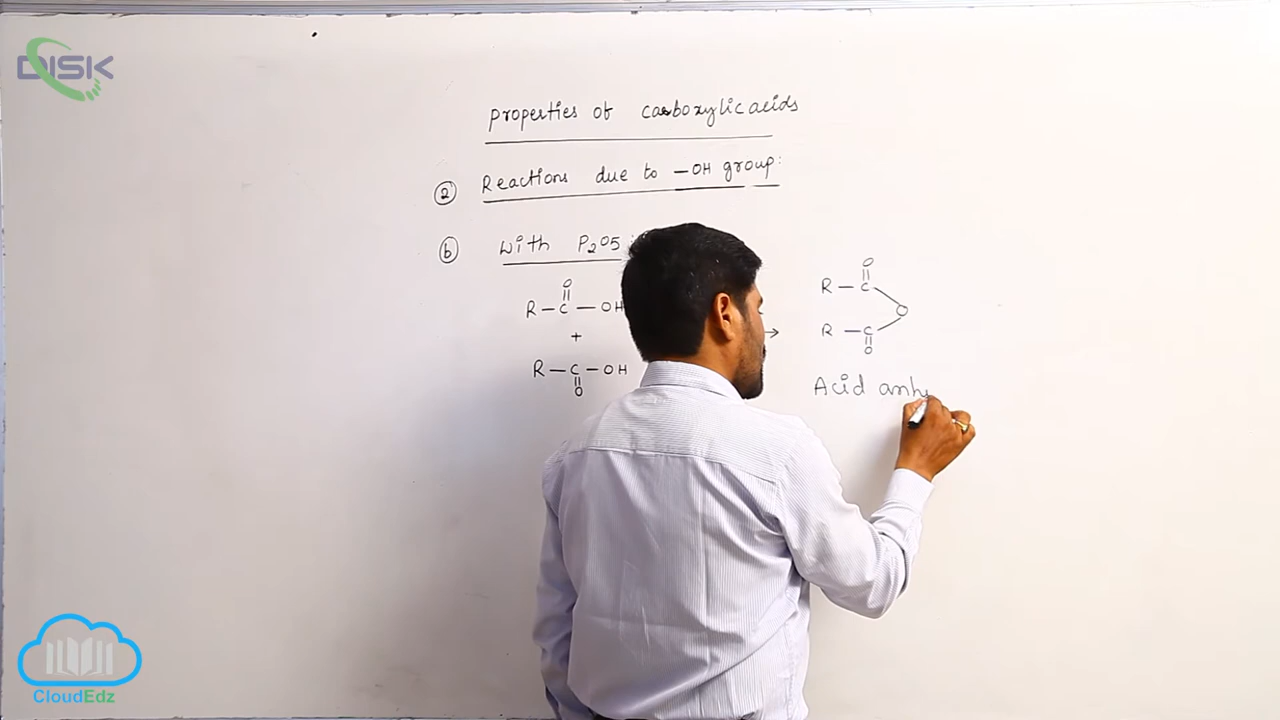 DISK
properties of carboxylic acids
② Reactions due to —OH group:
ⓑ With P2O5
O
R — C — OH
+
R — C — OH
O
→
O
R — C
O
R — C
O
Acid anhy
CloudEdz